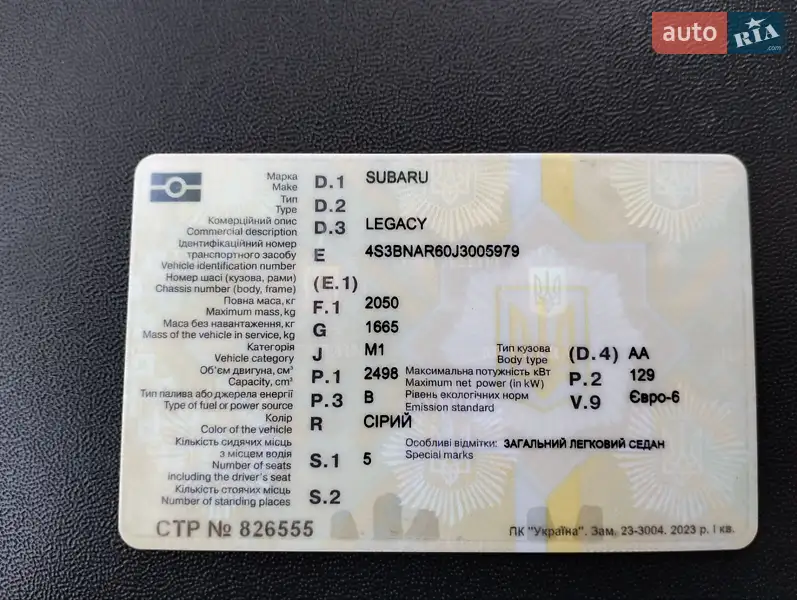 auto RIA .com
Марка
Make D.1 SUBARU
Тип
Type D.2
Комерційний опис
Commercial description D.3 LEGACY
Ідентифікаційний номер
транспортного засобу
Vehicle identification number E 4S3BNAR60J3005979
Номер шасі (кузова, рами)
Chassis number (body, frame) (E.1)
Повна маса, кг
Maximum mass, kg F.1 2050
Маса без навантаження, кг
Mass of the vehicle in service, kg G 1665
Категорія
Vehicle category J M1
Тип кузова
Body type (D.4) AA
Об'єм двигуна, см³
Capacity, cm³ P.1 2498
Максимальна потужність кВт
Maximum net power (in kW) P.2 129
Тип палива або джерела енергії
Type of fuel or power source P.3 B
Рівень екологічних норм
Emission standard V.9 Євро-6
Колір
Color of the vehicle R СІРИЙ
Кількість сидячих місць
з місцем водія
Number of seats
including the driver's seat S.1 5
Особливі відмітки: ЗАГАЛЬНИЙ ЛЕГКОВИЙ СЕДАН
Special marks
Кількість стоячих місць
Number of standing places S.2
СТР № 826555
ПК "Україна". Зам. 23-3004. 2023 р. І кв.